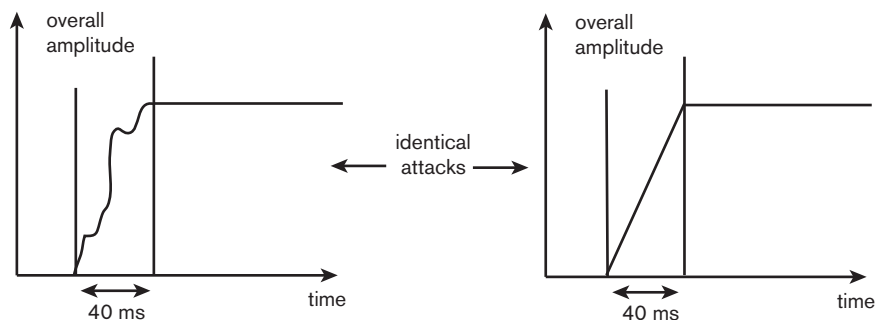 overall
amplitude
40 ms
time
identical
attacks
overall
amplitude
40 ms
time